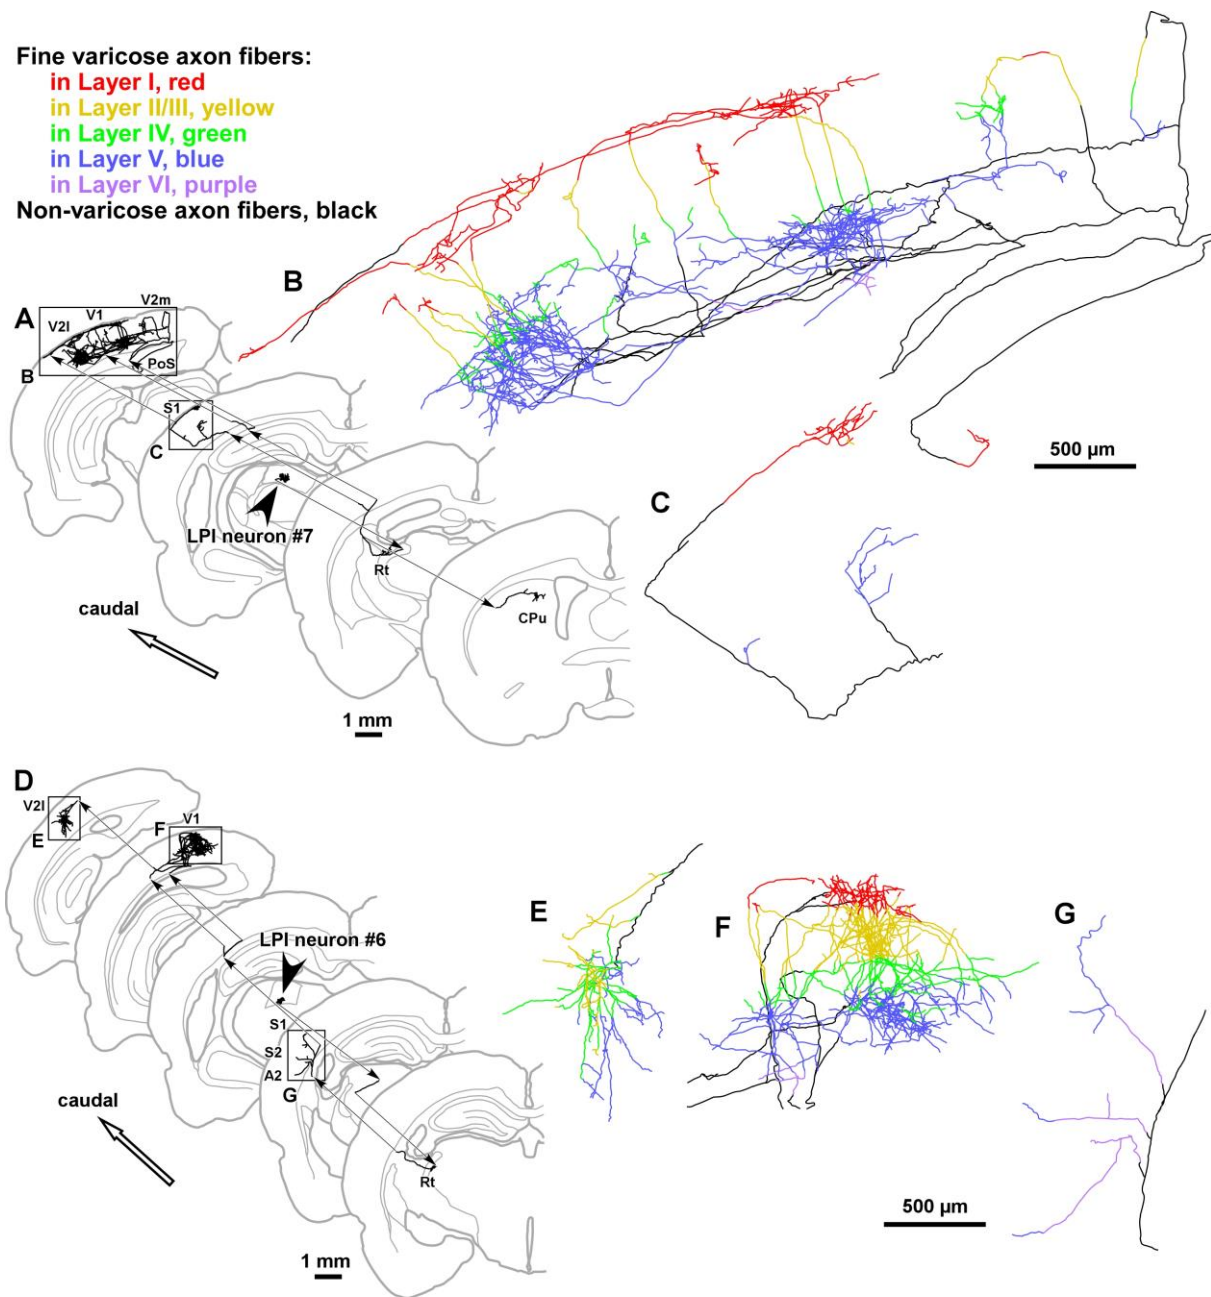 Fine varicose axon fibers:
in Layer I, red
in Layer II/III, yellow
in Layer IV, green
in Layer V, blue
in Layer VI, purple
Non-varicose axon fibers, black
B
A
V2m
V1
V2l
PoS
B
S1
C
500 µm
C
LPI neuron #7
Rt
CPu
caudal
1 mm
D
V2l
V1
E
F
LPI neuron #6
S1
S2
A2
G
caudal
Rt
1 mm
E
F
G
500 µm